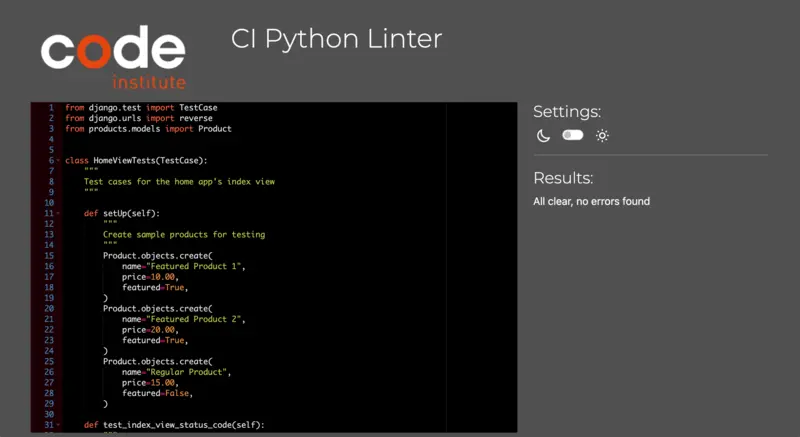 code
institute
CI Python Linter
1 from django.test import TestCase
2 from django.urls import reverse
3 from products.models import Product
4
5
6 class HomeViewTests(TestCase):
7 """
8 Test cases for the home app's index view
9 """
10
11 def setUp(self):
12 """
13 Create sample products for testing
14 """
15 Product.objects.create(
16 name="Featured Product 1",
17 price=10.00,
18 featured=True,
19 )
20 Product.objects.create(
21 name="Featured Product 2",
22 price=20.00,
23 featured=True,
24 )
25 Product.objects.create(
26 name="Regular Product",
27 price=15.00,
28 featured=False,
29 )
30
31 def test_index_view_status_code(self):
Settings:
Results:
All clear, no errors found